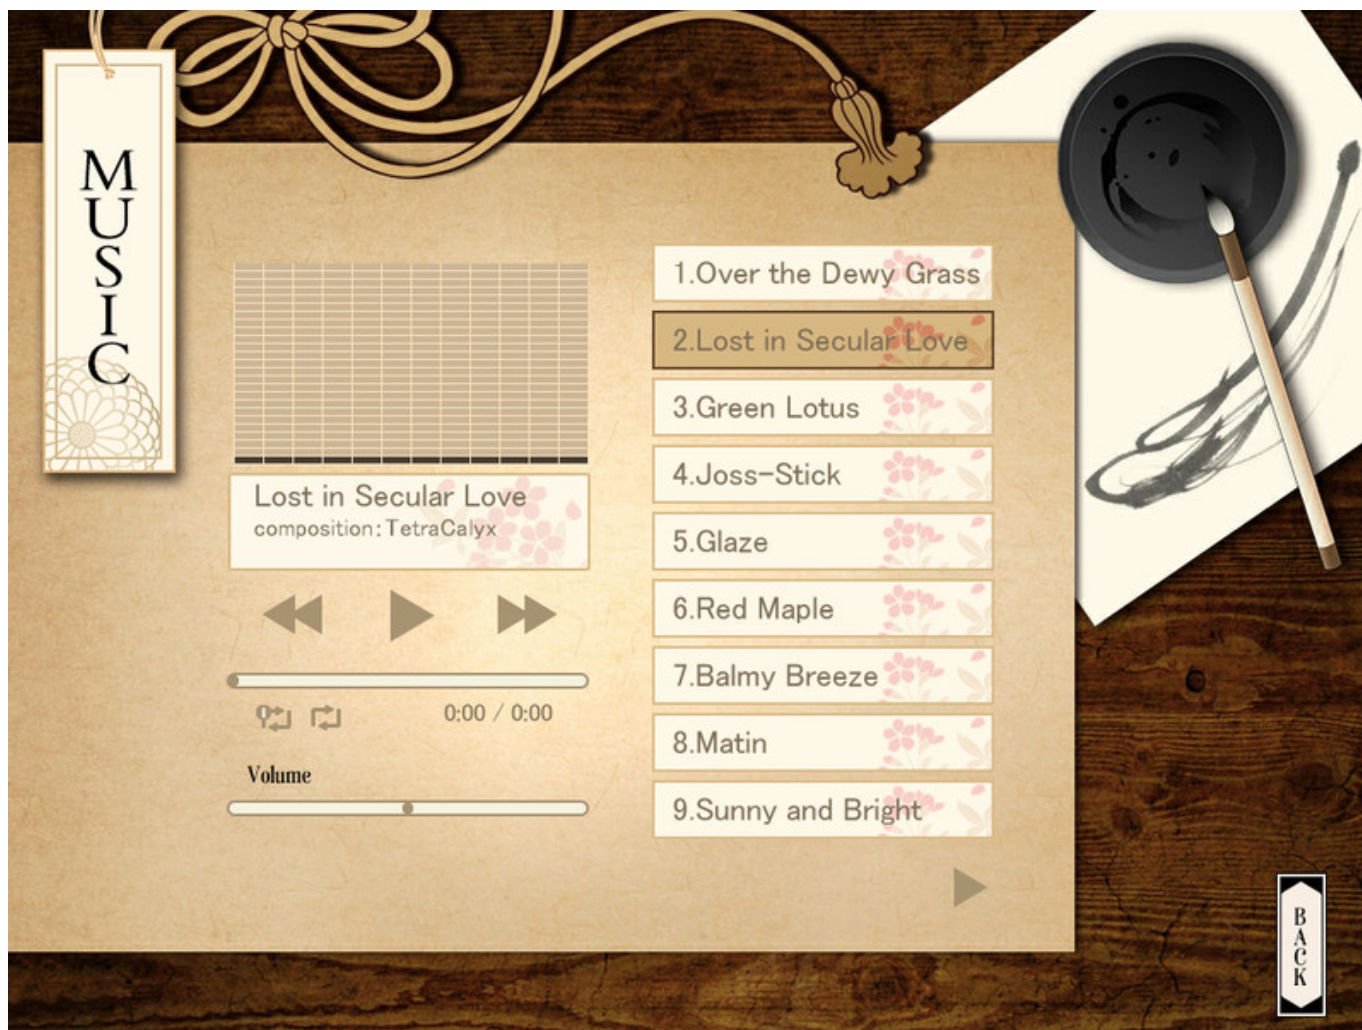 MUSIC
1.Over the Dewy Grass
2.Lost in Secular Love
3.Green Lotus
4.Joss-Stick
5.Glaze
6.Red Maple
7.Balmy Breeze
8.Matin
9.Sunny and Bright
Lost in Secular Love
composition:TetraCalyx
0:00 / 0:00
Volume
BACK